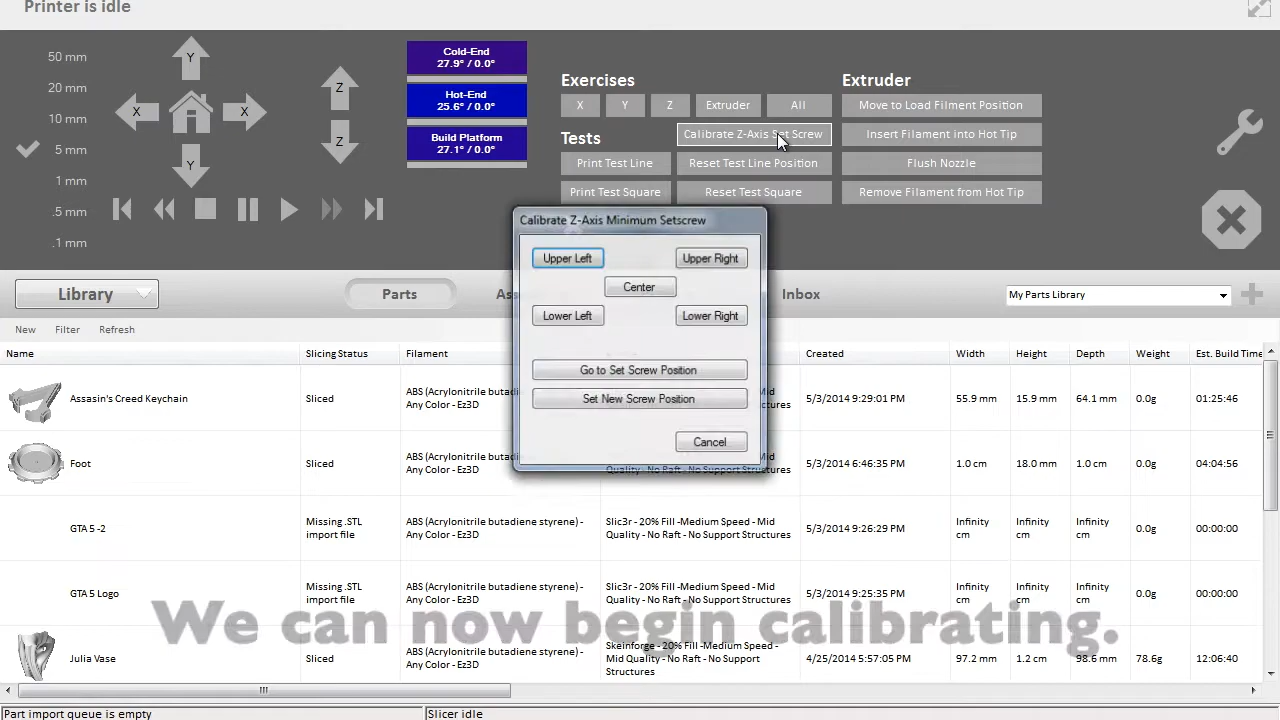 Printer is idle
50 mm
20 mm
10 mm
5 mm
1 mm
.5 mm
.1 mm
Y
X
X
Y
Z
Z
Cold-End
27.9° / 0.0°
Hot-End
25.6° / 0.0°
Build Platform
27.1° / 0.0°
Exercises
X
Y
Z
Extruder
All
Tests
Calibrate Z-Axis Set Screw
Print Test Line
Reset Test Line Position
Print Test Square
Reset Test Square
Extruder
Move to Load Filment Position
Insert Filament into Hot Tip
Flush Nozzle
Remove Filament from Hot Tip
Calibrate Z-Axis Minimum Setscrew
Upper Left
Upper Right
Center
Lower Left
Lower Right
Go to Set Screw Position
Set New Screw Position
Cancel
Library
Parts
Inbox
My Parts Library
New
Filter
Refresh
Name
Slicing Status
Filament
Created
Width
Height
Depth
Weight
Est. Build Time
Assasin's Creed Keychain
Sliced
ABS (Acrylonitrile
Any Color - Ez3D
5/3/2014 9:29:01 PM
55.9 mm
15.9 mm
64.1 mm
0.0g
01:25:46
Foot
Sliced
ABS (Acrylonitrile
Any Color - Ez3D
Quality - No Raft - No Support
5/3/2014 6:46:35 PM
1.0 cm
18.0 mm
1.0 cm
0.0g
04:04:56
GTA 5 -2
Missing .STL
import file
ABS (Acrylonitrile butadiene styrene) -
Any Color - Ez3D
Slic3r - 20% Fill -Medium Speed - Mid
Quality - No Raft - No Support Structures
5/3/2014 9:26:29 PM
Infinity
cm
Infinity
cm
Infinity
cm
0.0g
00:00:00
GTA 5 Logo
Missing .STL
import file
ABS (Acrylonitrile butadiene styrene) -
Any Color - Ez3D
Slic3r - 20% Fill -Medium Speed - Mid
Quality - No Raft - No Support Structures
5/3/2014 9:25:35 PM
Infinity
cm
Infinity
cm
Infinity
cm
0.0g
00:00:00
We can now begin calibrating.
Julia Vase
Sliced
ABS (Acrylonitrile butadiene styrene) -
Any Color - Ez3D
Skeinforge - 20% Fill -Medium Speed -
Mid Quality - No Raft - No Support
Structures
4/25/2014 5:57:05 PM
97.2 mm
1.2 cm
98.6 mm
78.6g
12:06:40
Part import queue is empty
Slicer idle